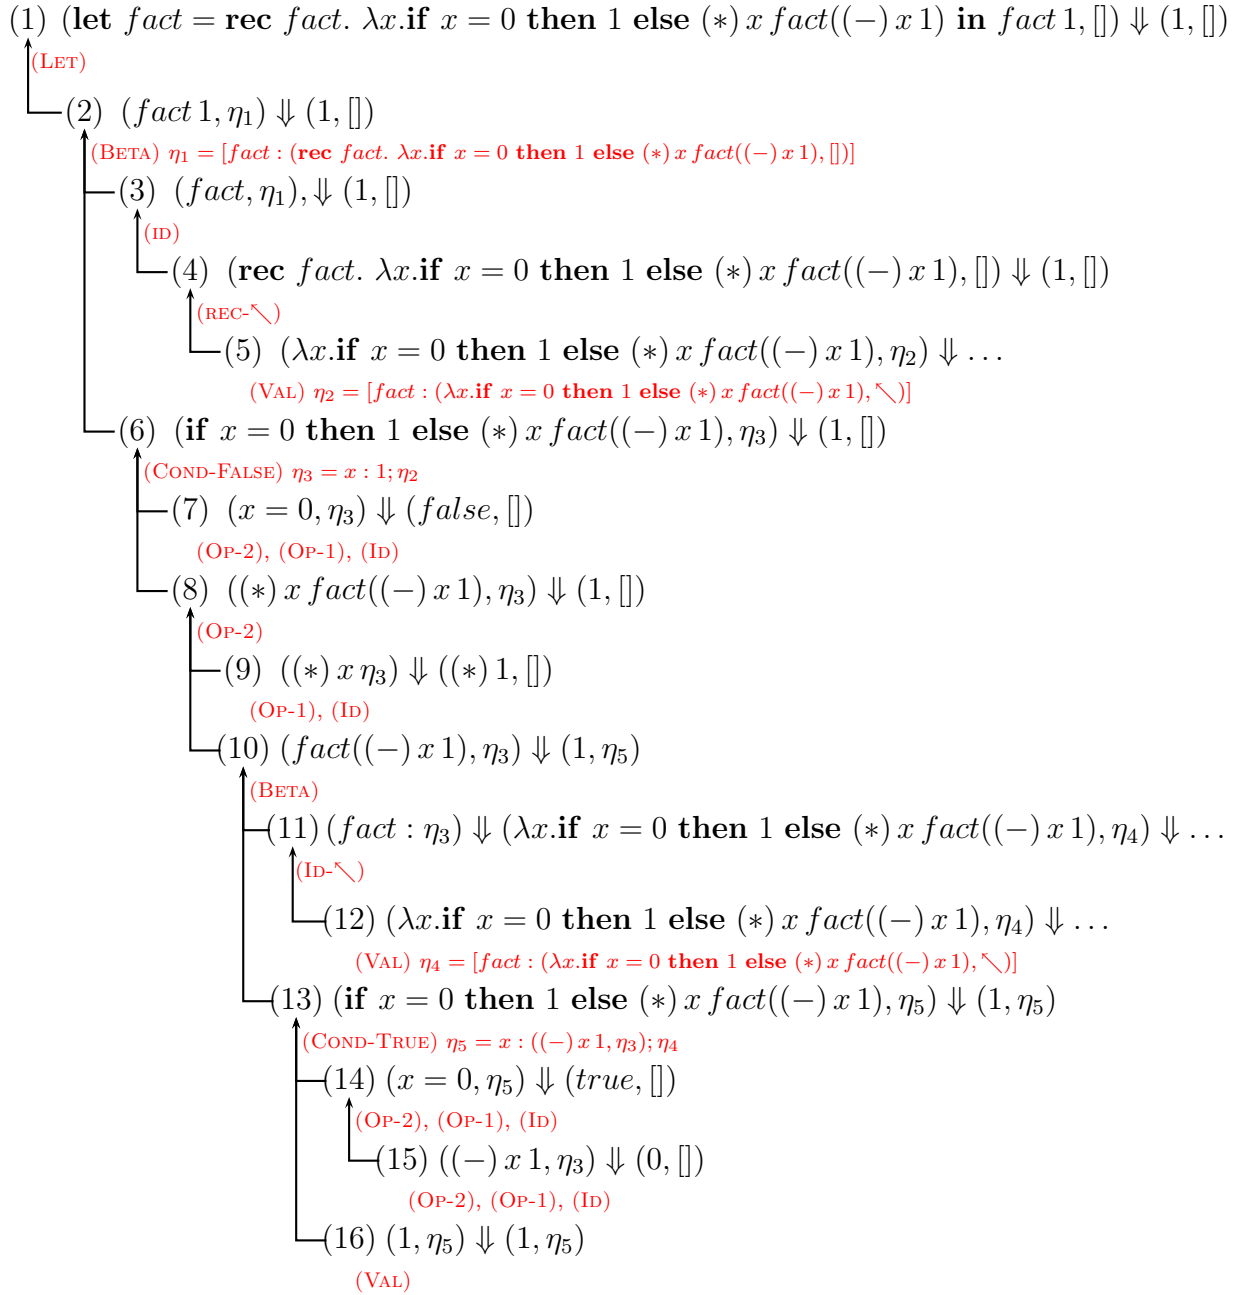 (1) (let fact = rec fact. λx.if x = 0 then 1 else (∗) x fact((−) x 1) in fact 1, []) ⇓ (1, [])
(Let)
(2) (fact 1, η₁) ⇓ (1, [])
(Beta) η₁ = [fact : (rec fact. λx.if x = 0 then 1 else (∗) x fact((−) x 1), [])]
(3) (fact, η₁), ⇓ (1, [])
(id)
(4) (rec fact. λx.if x = 0 then 1 else (∗) x fact((−) x 1), []) ⇓ (1, [])
(rec-↖)
(5) (λx.if x = 0 then 1 else (∗) x fact((−) x 1), η₂) ⇓ …
(Val) η₂ = [fact : (λx.if x = 0 then 1 else (∗) x fact((−) x 1), ↖)]
(6) (if x = 0 then 1 else (∗) x fact((−) x 1), η₃) ⇓ (1, [])
(Cond-False) η₃ = x : 1; η₂
(7) (x = 0, η₃) ⇓ (false, [])
(Op-2), (Op-1), (Id)
(8) ((∗) x fact((−) x 1), η₃) ⇓ (1, [])
(Op-2)
(9) ((∗) x η₃) ⇓ ((∗) 1, [])
(Op-1), (Id)
(10) (fact((−) x 1), η₃) ⇓ (1, η₅)
(Beta)
(11) (fact : η₃) ⇓ (λx.if x = 0 then 1 else (∗) x fact((−) x 1), η₄) ⇓ …
(Id-↖)
(12) (λx.if x = 0 then 1 else (∗) x fact((−) x 1), η₄) ⇓ …
(Val) η₄ = [fact : (λx.if x = 0 then 1 else (∗) x fact((−) x 1), ↖)]
(13) (if x = 0 then 1 else (∗) x fact((−) x 1), η₅) ⇓ (1, η₅)
(Cond-True) η₅ = x : ((−) x 1, η₃); η₄
(14) (x = 0, η₅) ⇓ (true, [])
(Op-2), (Op-1), (Id)
(15) ((−) x 1, η₃) ⇓ (0, [])
(Op-2), (Op-1), (Id)
(16) (1, η₅) ⇓ (1, η₅)
(Val)